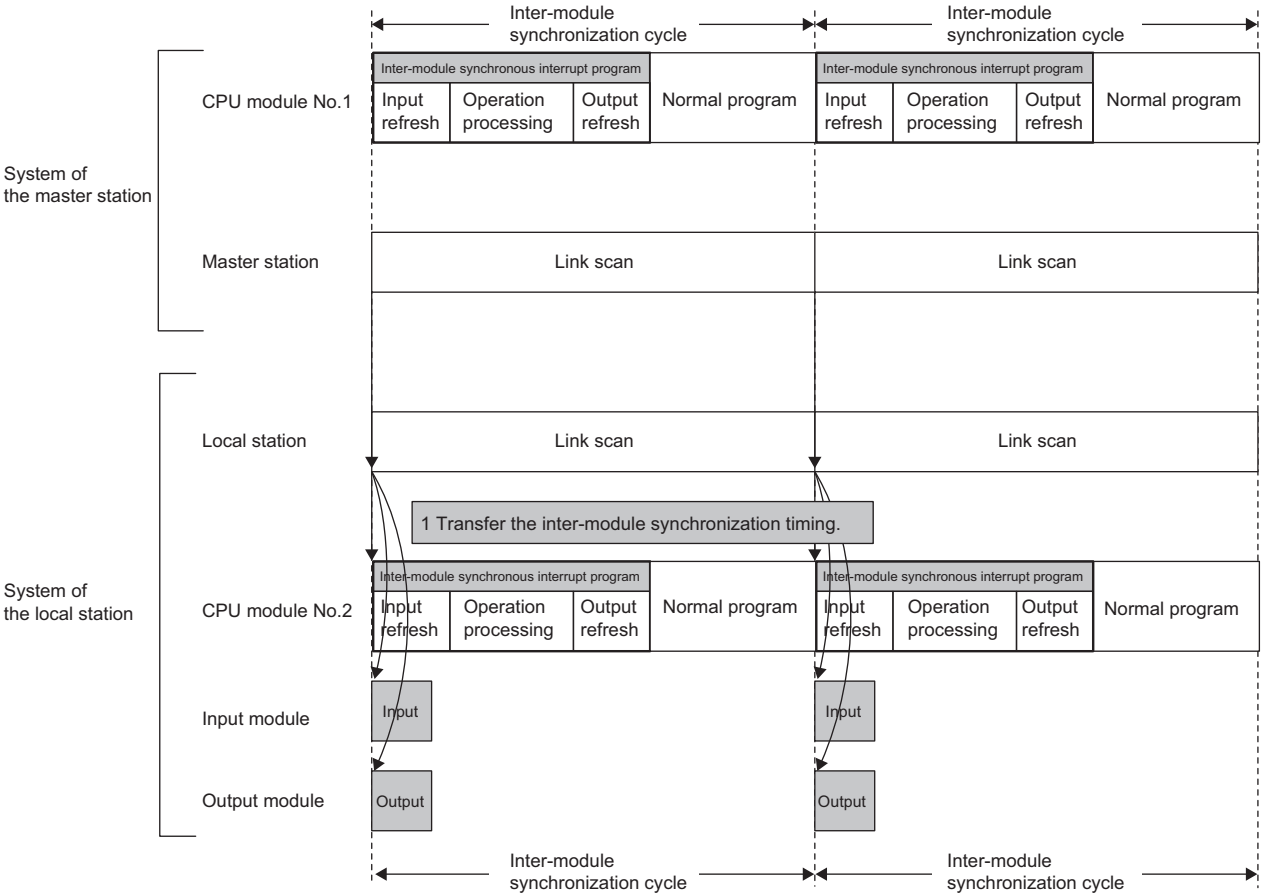 Inter-module
synchronization cycle
Inter-module
synchronization cycle
System of
the master station
CPU module No.1
Inter-module synchronous interrupt program
Input
refresh
Operation
processing
Output
refresh
Normal program
Inter-module synchronous interrupt program
Input
refresh
Operation
processing
Output
refresh
Normal program
Master station
Link scan
Link scan
System of
the local station
Local station
Link scan
Link scan
1 Transfer the inter-module synchronization timing.
CPU module No.2
Inter-module synchronous interrupt program
Input
refresh
Operation
processing
Output
refresh
Normal program
Inter-module synchronous interrupt program
Input
refresh
Operation
processing
Output
refresh
Normal program
Input module
Input
Input
Output module
Output
Output
Inter-module
synchronization cycle
Inter-module
synchronization cycle